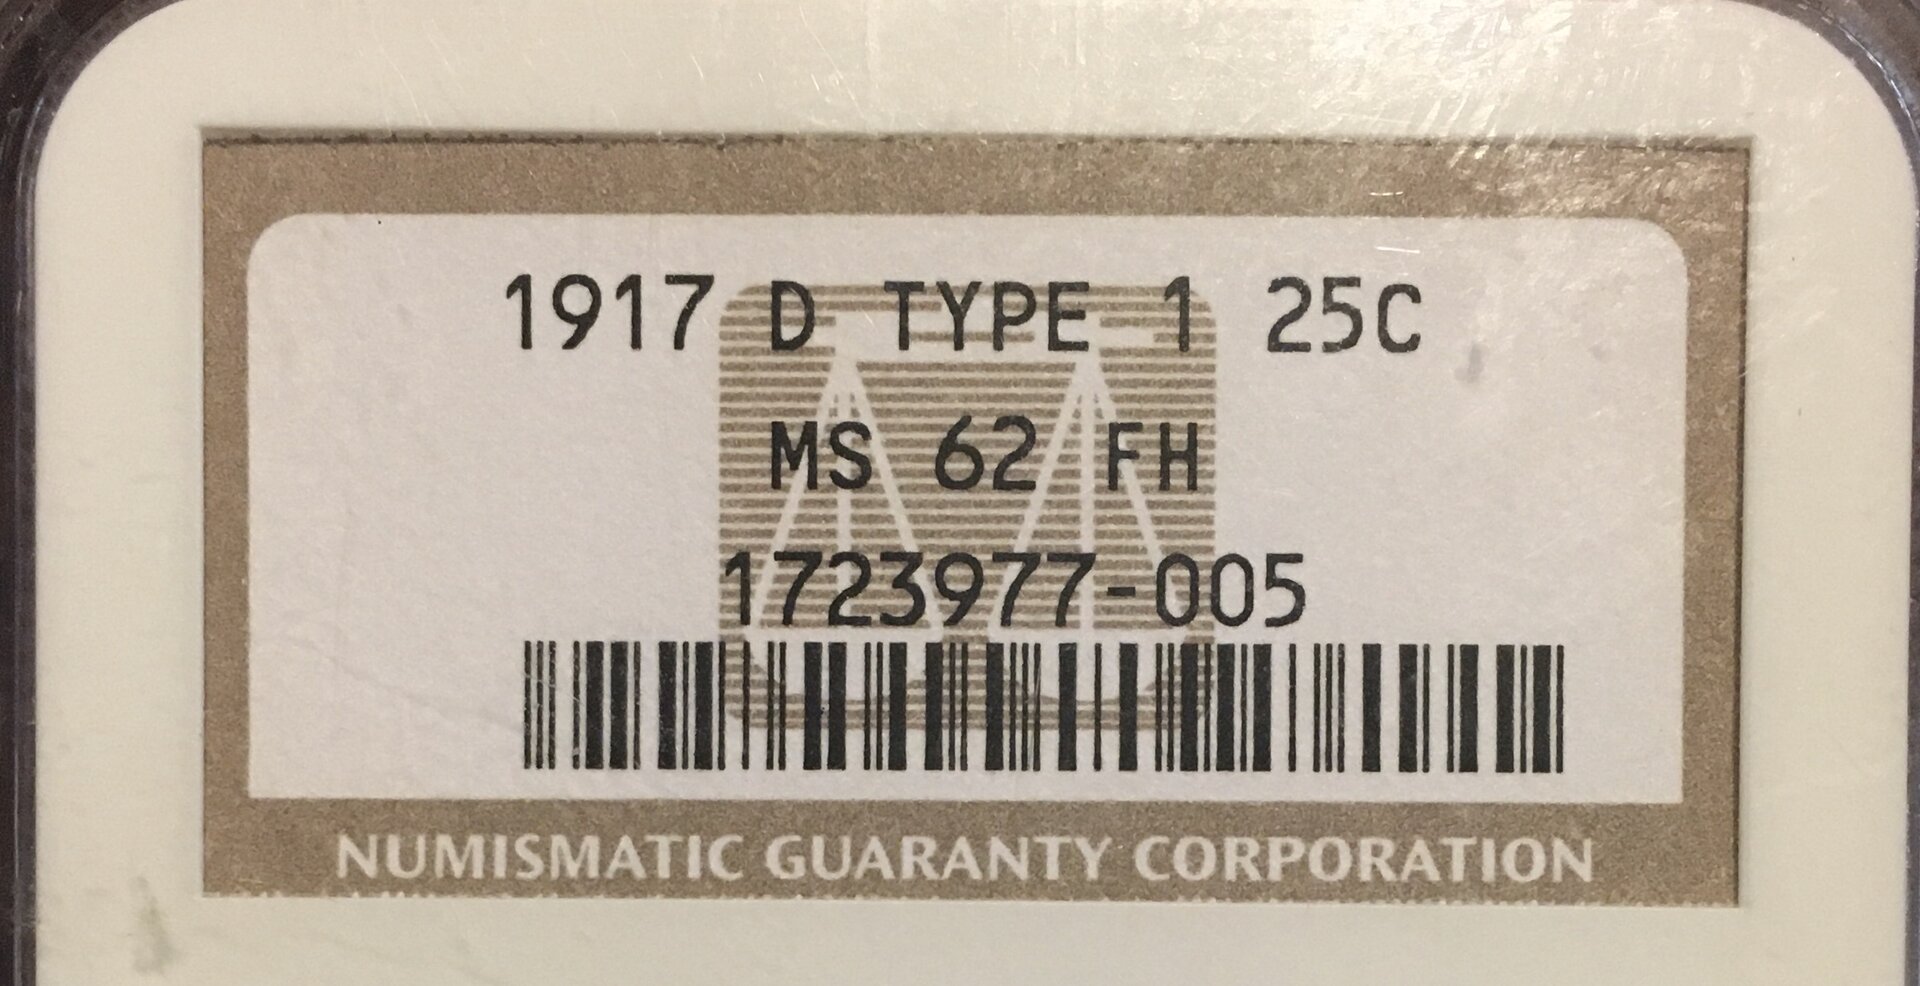 1917 D TYPE 1 25C
MS 62 FH
1723977-005
NUMISMATIC GUARANTY CORPORATION